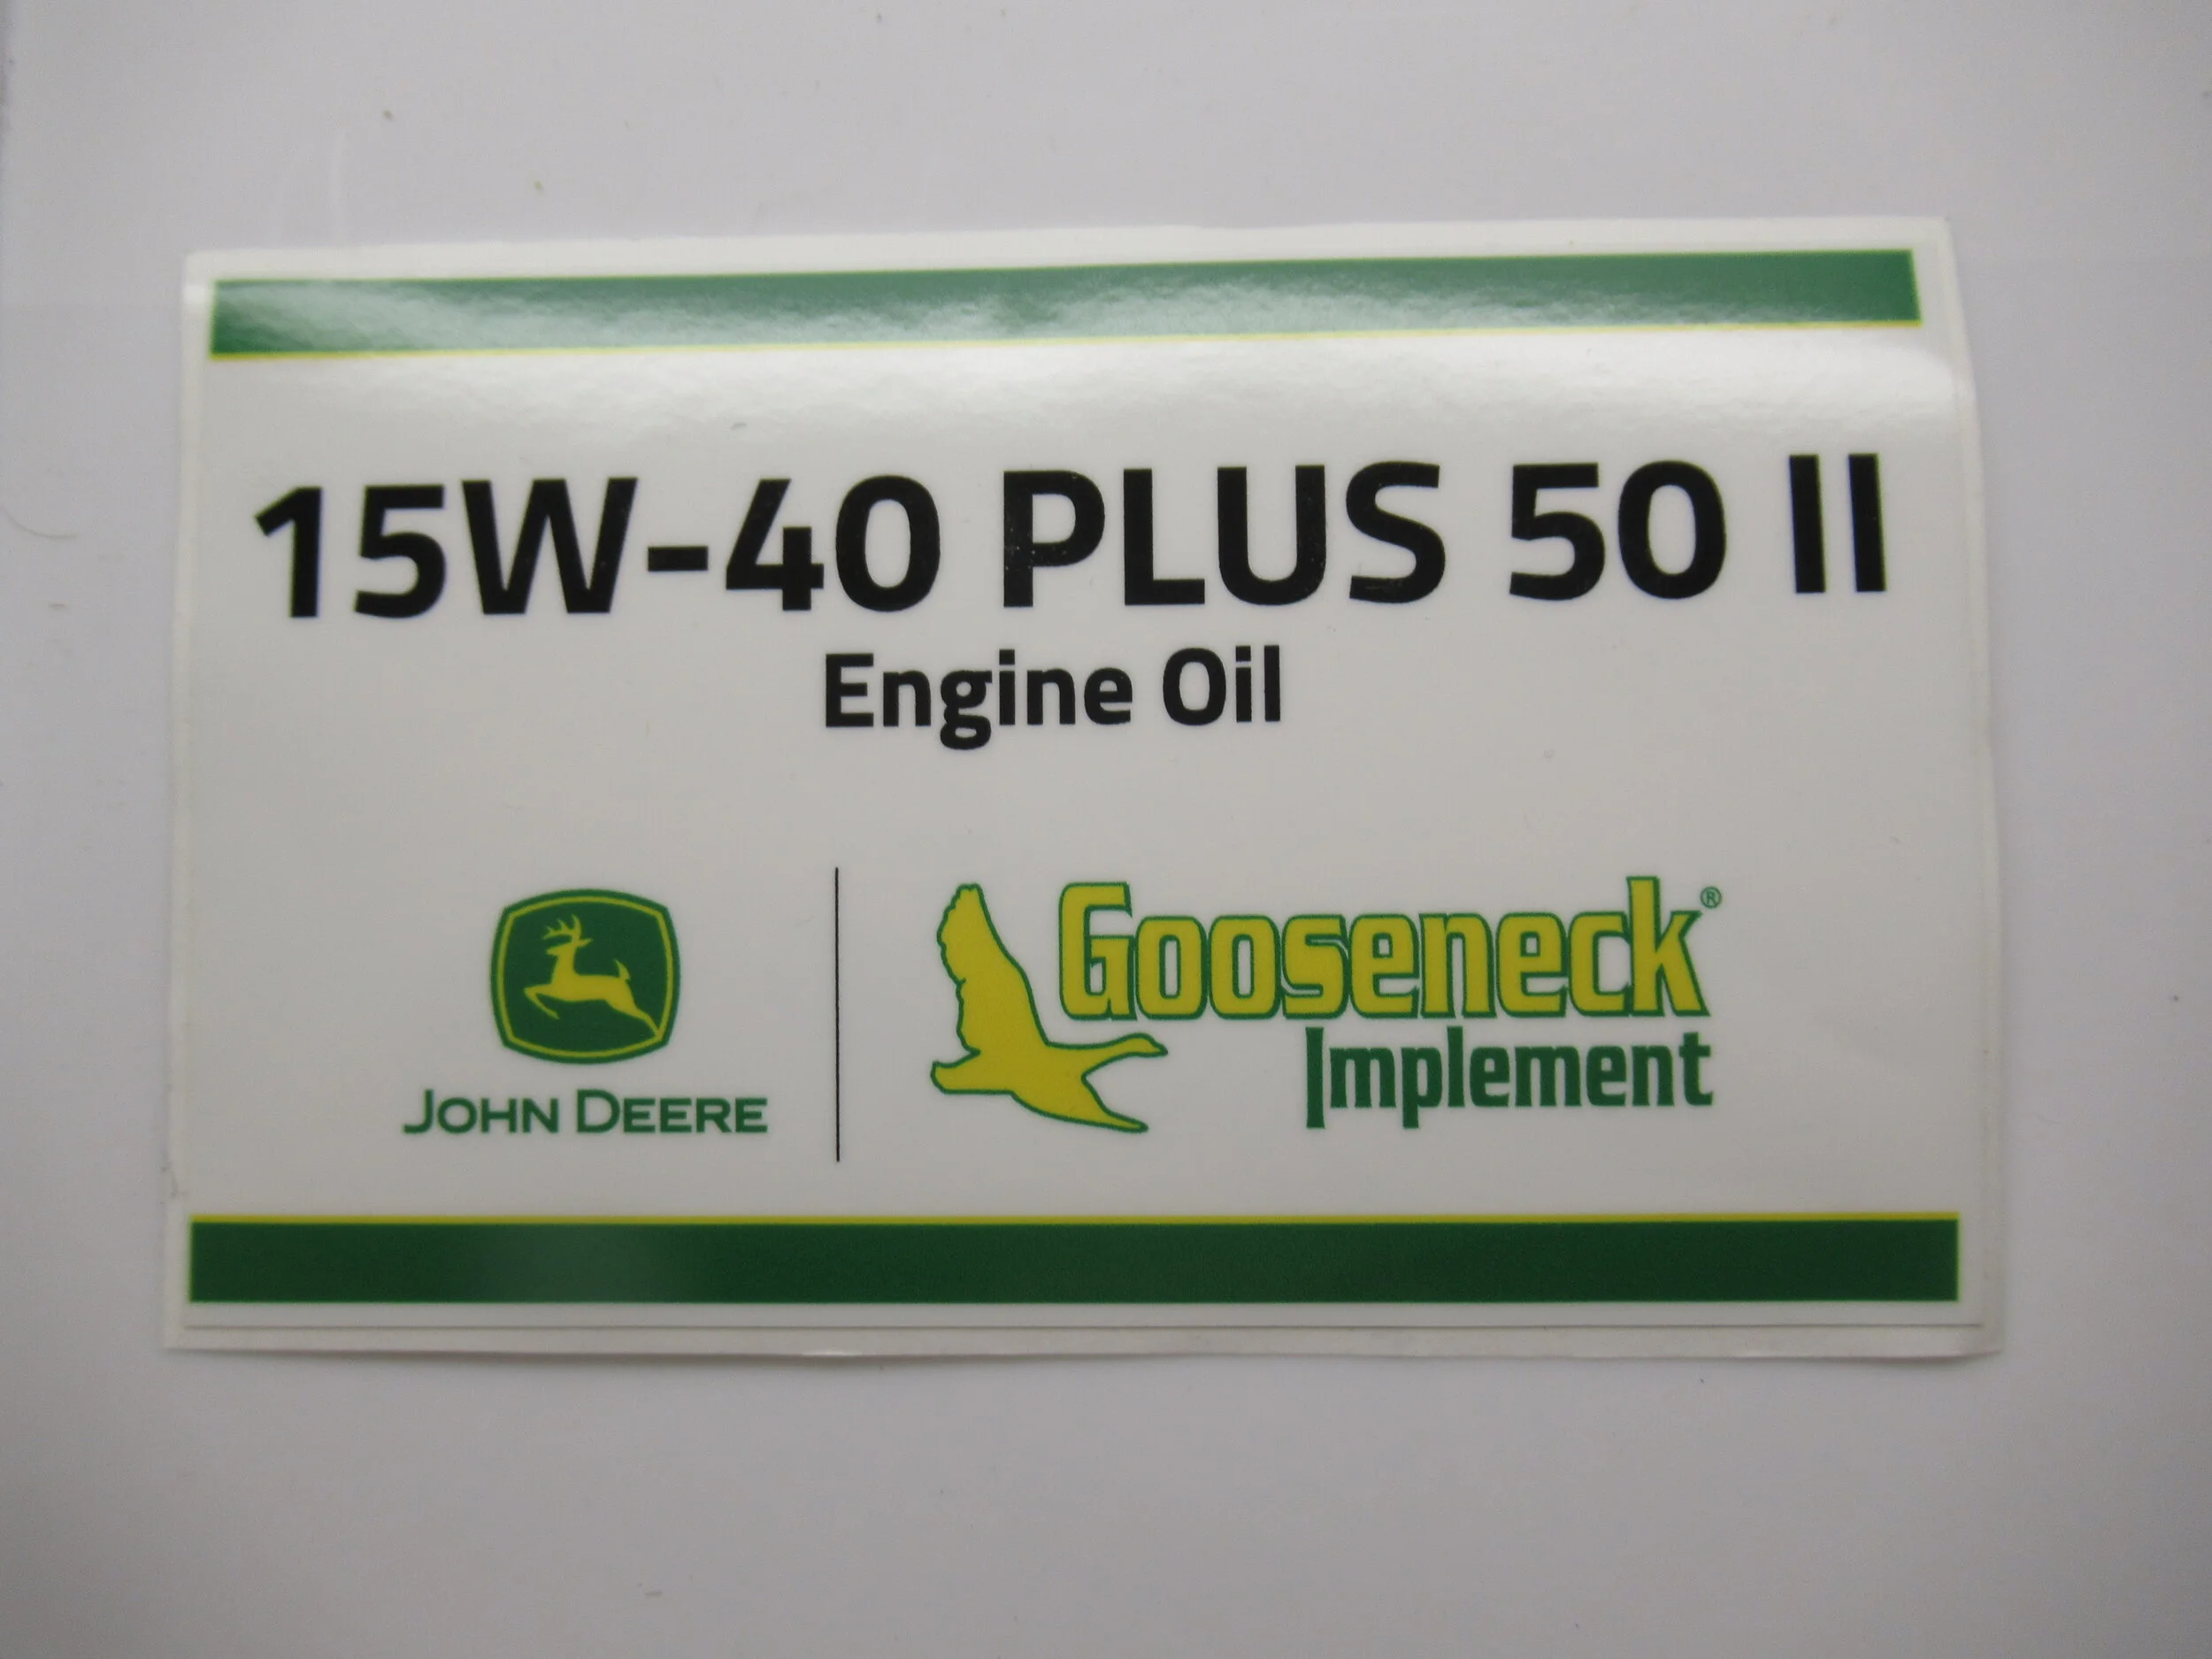 15W-40 PLUS 50 II
Engine Oil
JOHN DEERE
Gooseneck®
Implement